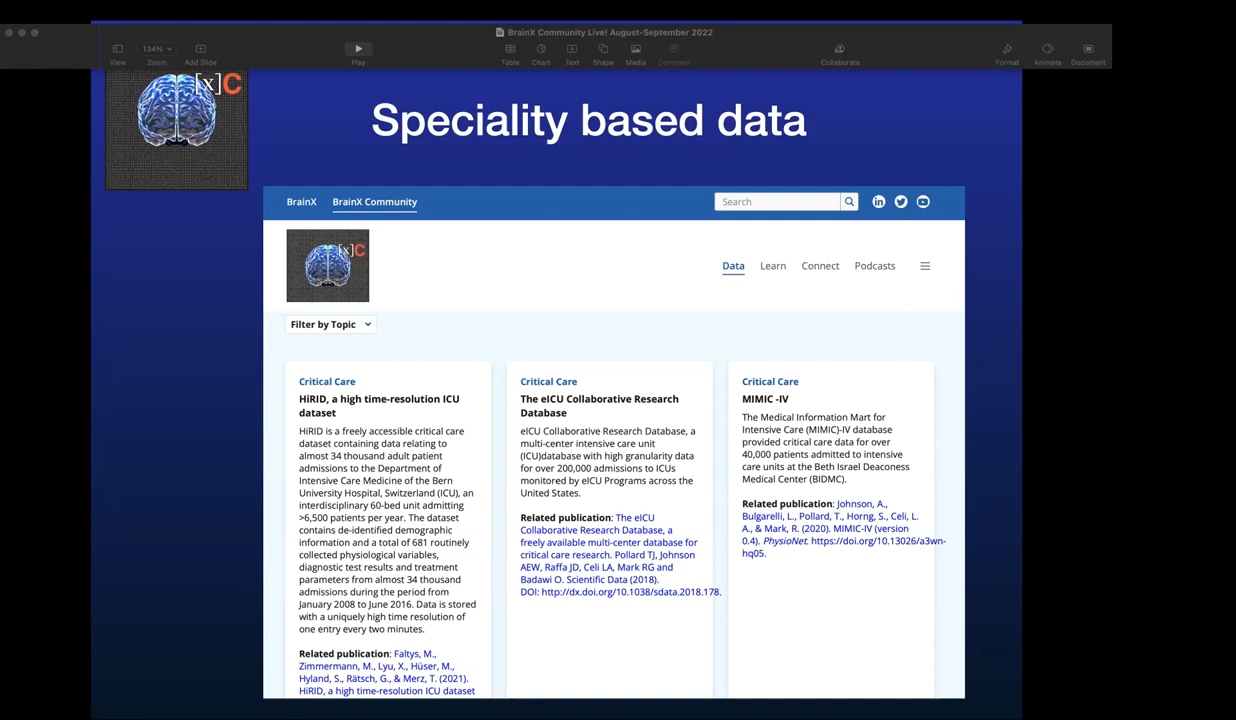 BrainX Community Live! August-September 2022
134%
View
Zoom
Add Slide
Play
Table
Chart
Text
Shape
Media
Comment
Collaborate
Format
Animate
Document
[x]C
Speciality based data
BrainX
BrainX Community
Search
[x]C
Data
Learn
Connect
Podcasts
Filter by Topic
Critical Care
HiRID, a high time-resolution ICU
dataset
HiRID is a freely accessible critical care
dataset containing data relating to
almost 34 thousand adult patient
admissions to the Department of
Intensive Care Medicine of the Bern
University Hospital, Switzerland (ICU), an
interdisciplinary 60-bed unit admitting
>6,500 patients per year. The dataset
contains de-identified demographic
information and a total of 681 routinely
collected physiological variables,
diagnostic test results and treatment
parameters from almost 34 thousand
admissions during the period from
January 2008 to June 2016. Data is stored
with a uniquely high time resolution of
one entry every two minutes.
Related publication: Faltys, M.,
Zimmermann, M., Lyu, X., Hüser, M.,
Hyland, S., Rätsch, G., & Merz, T. (2021).
HiRID, a high time-resolution ICU dataset
Critical Care
The eICU Collaborative Research
Database
eICU Collaborative Research Database, a
multi-center intensive care unit
(ICU)database with high granularity data
for over 200,000 admissions to ICUs
monitored by eICU Programs across the
United States.
Related publication: The eICU
Collaborative Research Database, a
freely available multi-center database for
critical care research. Pollard TJ, Johnson
AEW, Raffa JD, Celi LA, Mark RG and
Badawi O. Scientific Data (2018).
DOI: http://dx.doi.org/10.1038/sdata.2018.178.
Critical Care
MIMIC -IV
The Medical Information Mart for
Intensive Care (MIMIC)-IV database
provided critical care data for over
40,000 patients admitted to intensive
care units at the Beth Israel Deaconess
Medical Center (BIDMC).
Related publication: Johnson, A.,
Bulgarelli, L., Pollard, T., Horng, S., Celi, L.
A., & Mark, R. (2020). MIMIC-IV (version
0.4). PhysioNet. https://doi.org/10.13026/a3wn-
hq05.